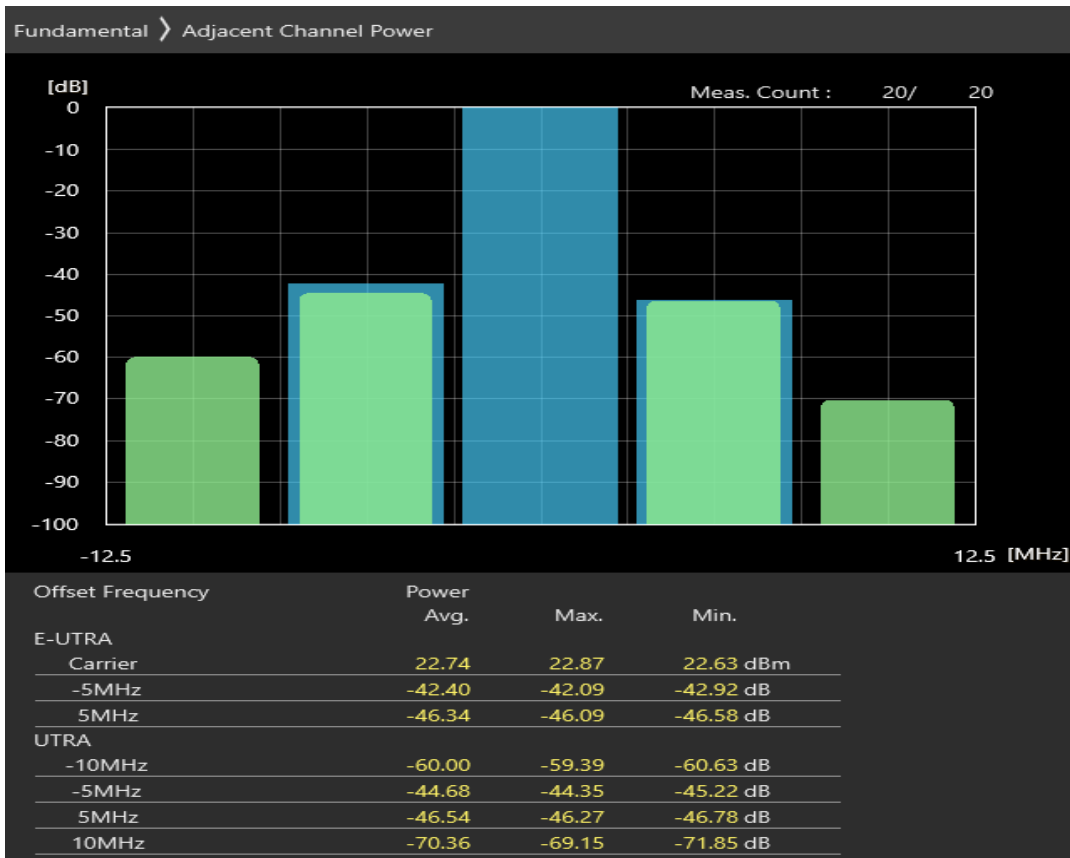 Fundamental ❭ Adjacent Channel Power
[dB]
Meas. Count : 20/ 20
0
-10
-20
-30
-40
-50
-60
-70
-80
-90
-100
-12.5 12.5 [MHz]
Offset Frequency Power
Avg. Max. Min.
E-UTRA
Carrier 22.74 22.87 22.63 dBm
-5MHz -42.40 -42.09 -42.92 dB
5MHz -46.34 -46.09 -46.58 dB
UTRA
-10MHz -60.00 -59.39 -60.63 dB
-5MHz -44.68 -44.35 -45.22 dB
5MHz -46.54 -46.27 -46.78 dB
10MHz -70.36 -69.15 -71.85 dB